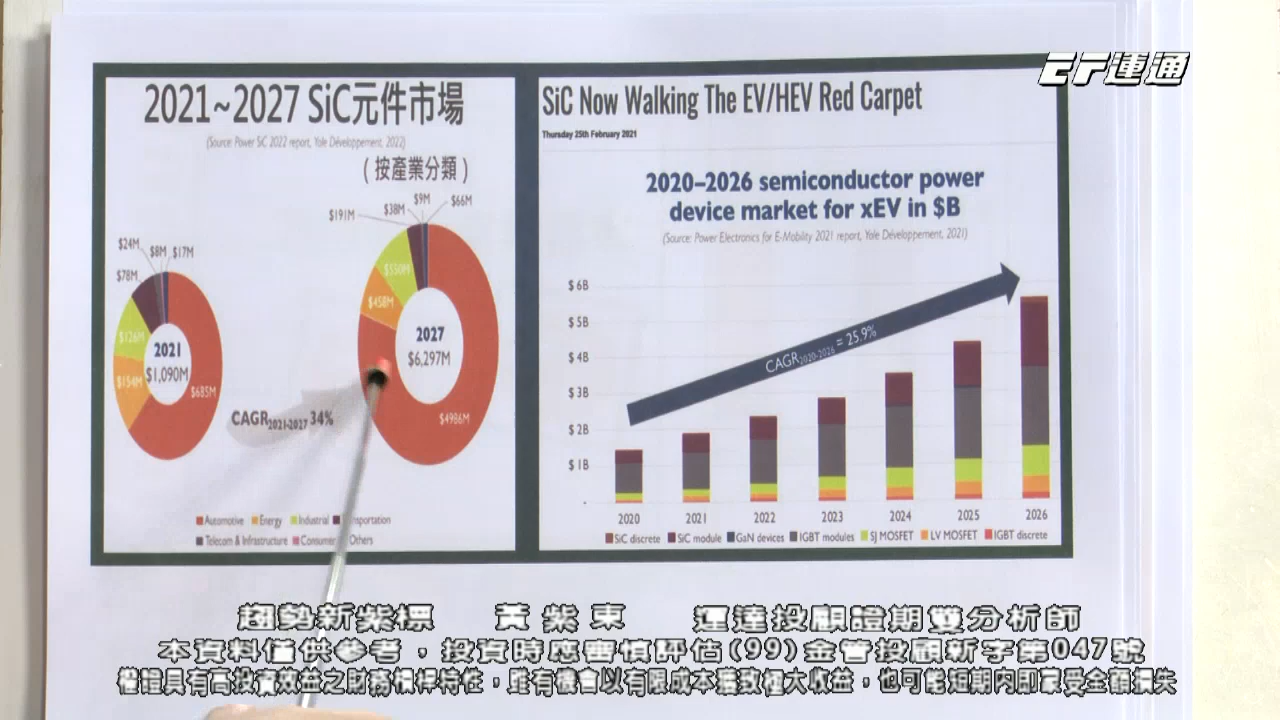 EF運通
2021~2027 SiC元件市場
(Source: Power SiC 2022 report, Yole Développement, 2022)
(按產業分類)
$191M
$38M
$9M
$66M
$550M
$458M
2027
$6,297M
$4986M
$24M
$8M
$17M
$78M
$126M
$154M
2021
$1,090M
$685M
CAGR2021-2027 34%
Automotive Energy Industrial
Telecom & Infrastructure Others
SiC Now Walking The EV/HEV Red Carpet
Thursday 25th February 2021
2020–2026 semiconductor power
device market for xEV in $B
(Source: Power Electronics for E-Mobility 2021 report, Yole Développement, 2021)
$6B
$5B
$4B
$3B
$2B
$1B
-
CAGR2020-2026 = 25.9%
2020 2021 2022 2023 2024 2025 2026
SiC discrete SiC module GaN devices IGBT modules SJ MOSFET LV MOSFET IGBT discrete
趨勢新紫標 黃紫東 運達投顧證期雙分析師
本資料僅供參考，投資時應審慎評估(99)金管投顧新字第047號
權證具有高投資效益之財務槓桿特性，雖有機會以有限成本獲致極大收益，也可能短期內即蒙受全額損失